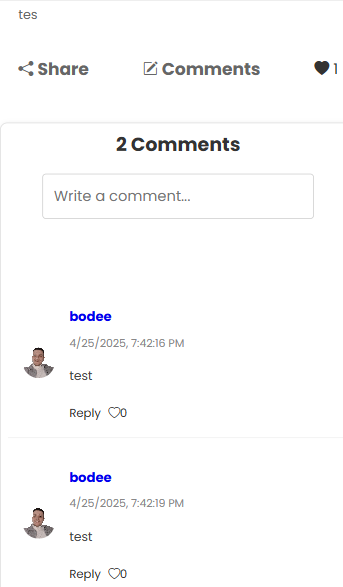 tes
Share Comments 1
2 Comments
Write a comment...
bodee
4/25/2025, 7:42:16 PM
test
Reply 0
bodee
4/25/2025, 7:42:19 PM
test
Reply 0